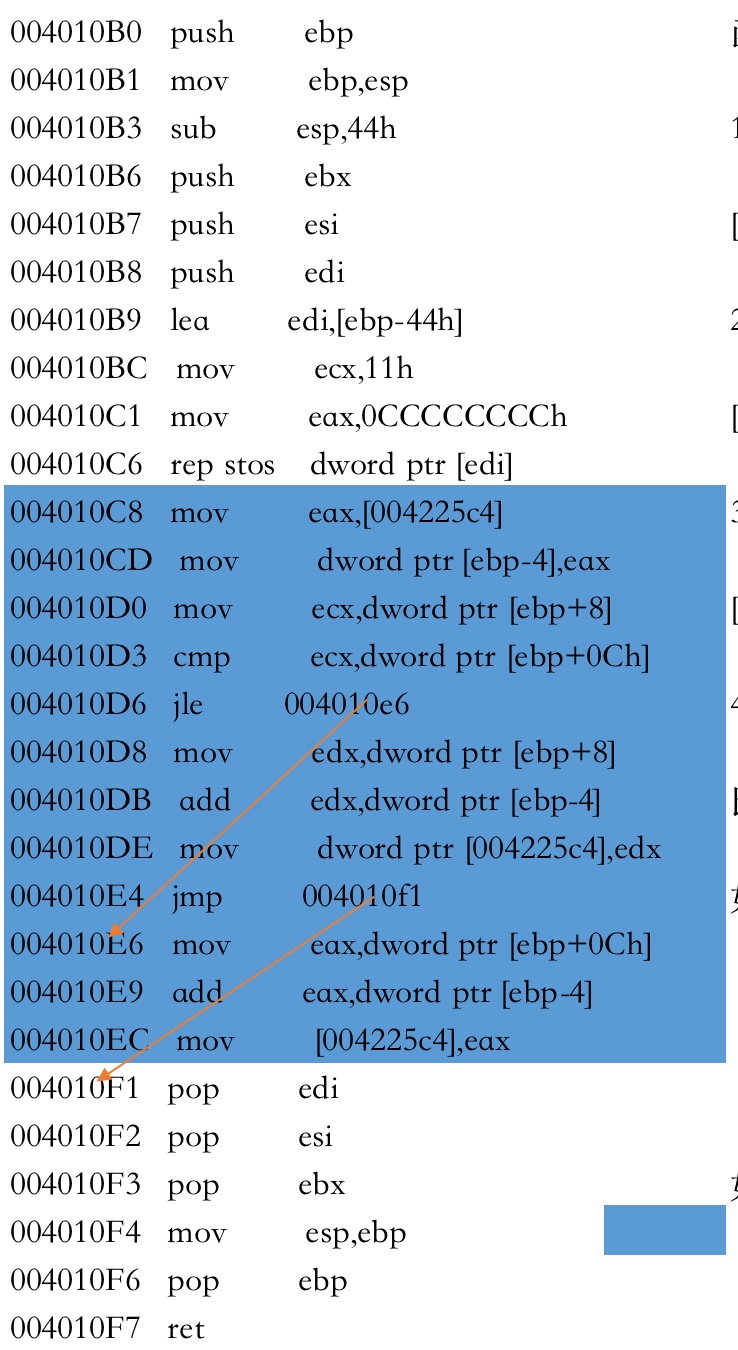 004010B0 push ebp
004010B1 mov ebp,esp
004010B3 sub esp,44h
004010B6 push ebx
004010B7 push esi
004010B8 push edi
004010B9 lea edi,[ebp-44h]
004010BC mov ecx,11h
004010C1 mov eax,0CCCCCCCCh
004010C6 rep stos dword ptr [edi]
004010C8 mov eax,[004225c4]
004010CD mov dword ptr [ebp-4],eax
004010D0 mov ecx,dword ptr [ebp+8]
004010D3 cmp ecx,dword ptr [ebp+0Ch]
004010D6 jle 004010e6
004010D8 mov edx,dword ptr [ebp+8]
004010DB add edx,dword ptr [ebp-4]
004010DE mov dword ptr [004225c4],edx
004010E4 jmp 004010f1
004010E6 mov eax,dword ptr [ebp+0Ch]
004010E9 add eax,dword ptr [ebp-4]
004010EC mov [004225c4],eax
004010F1 pop edi
004010F2 pop esi
004010F3 pop ebx
004010F4 mov esp,ebp
004010F6 pop ebp
004010F7 ret